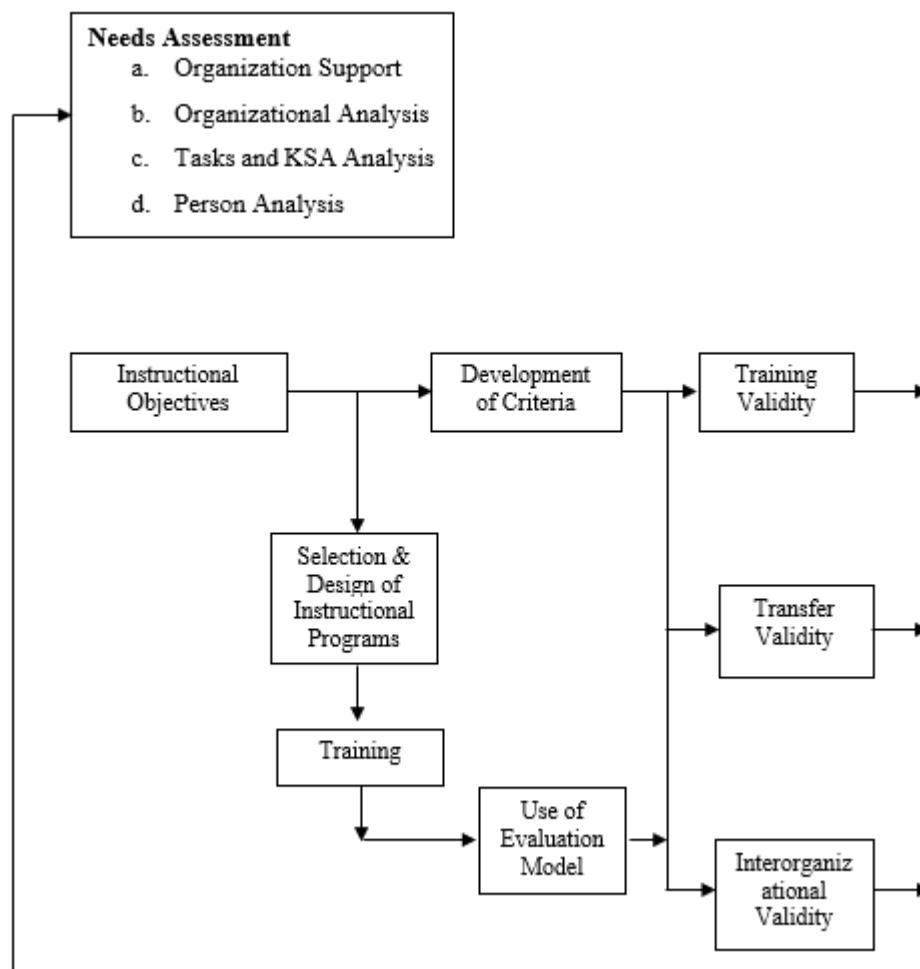 Needs Assessment
a. Organization Support
b. Organizational Analysis
c. Tasks and KSA Analysis
d. Person Analysis
Instructional
Objectives
Development
of Criteria
Training
Validity
Selection &
Design of
Instructional
Programs
Transfer
Validity
Training
Use of
Evaluation
Model
Interorganiz
ational
Validity